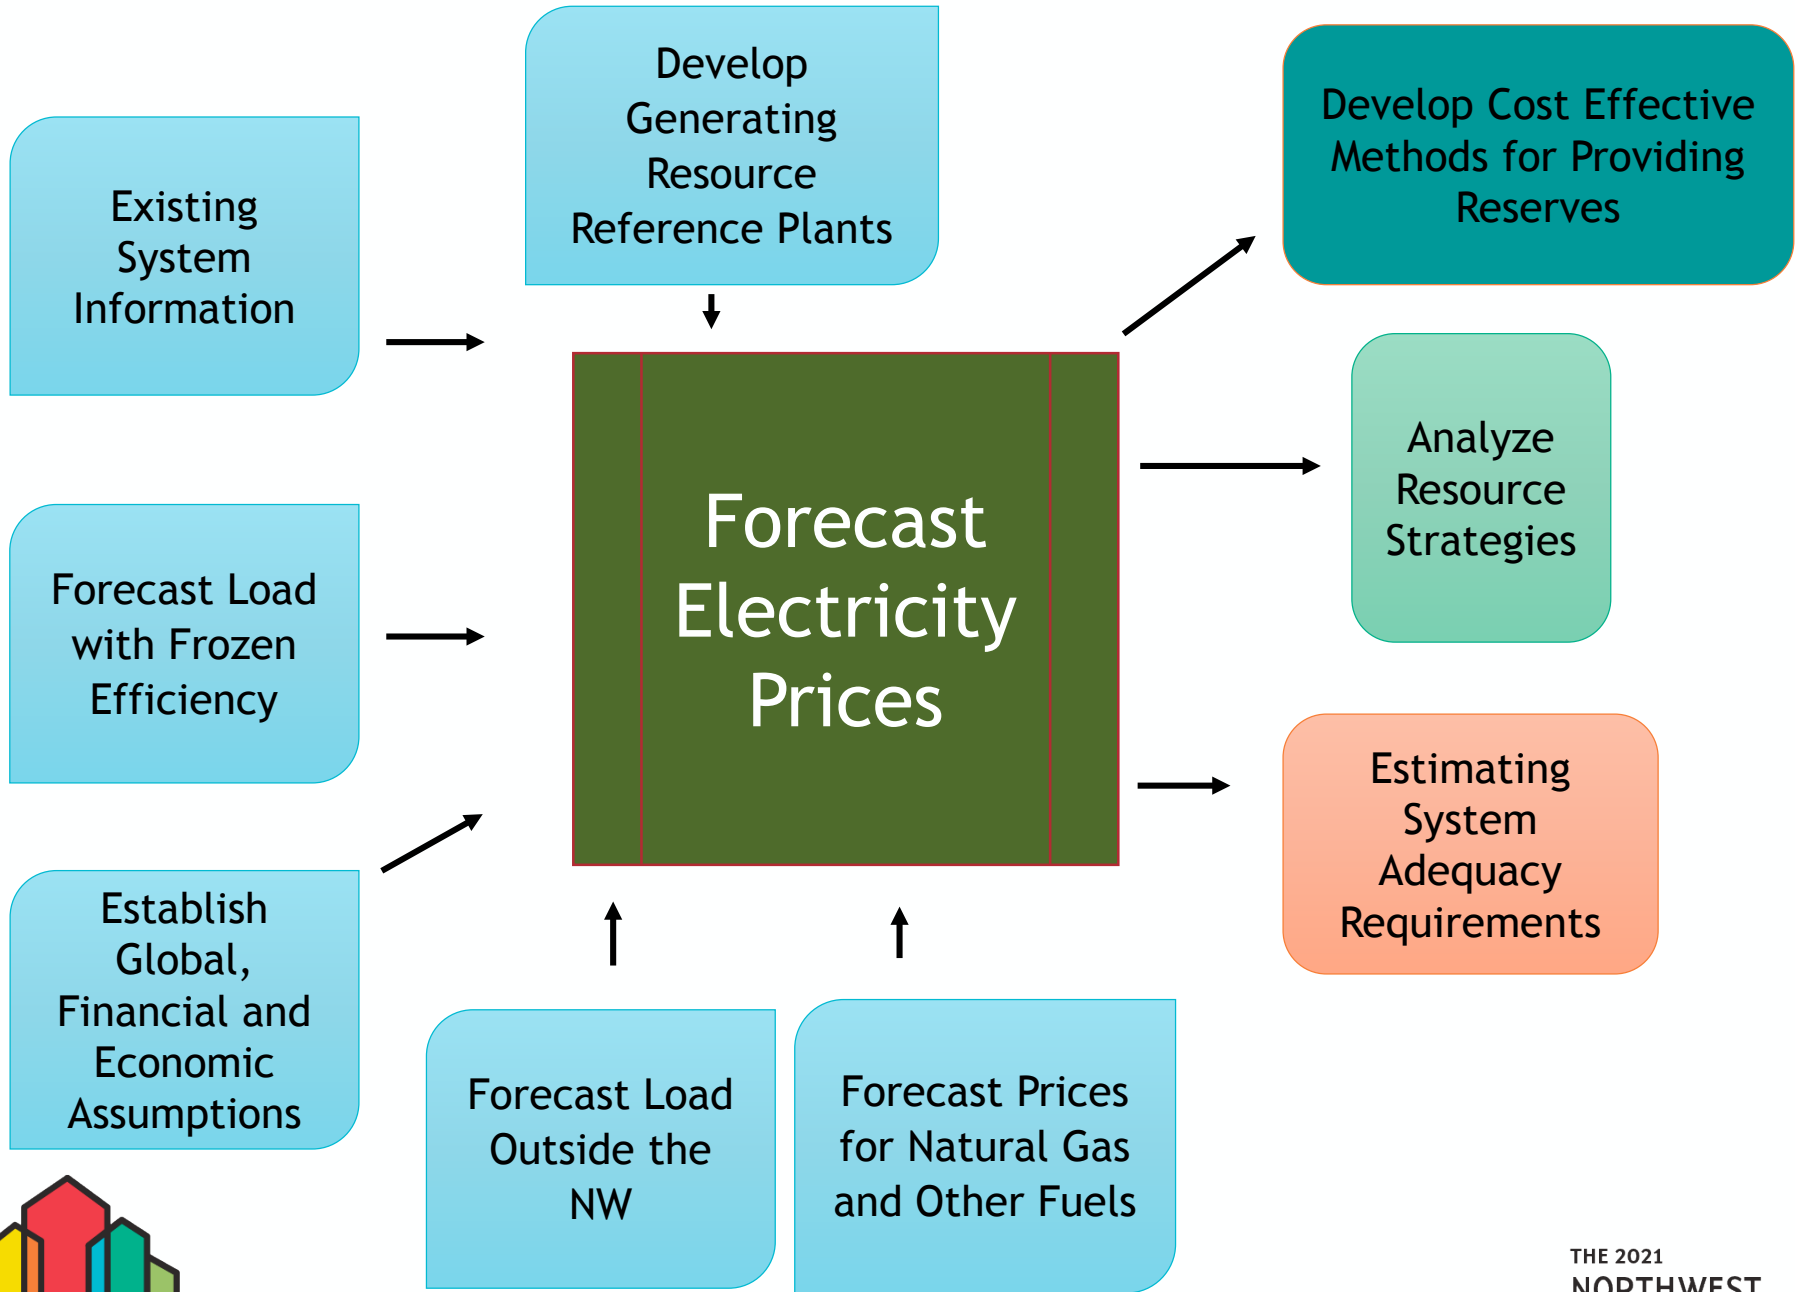 Develop
Generating
Resource
Reference Plants
Develop Cost Effective
Methods for Providing
Reserves
Existing
System
Information
Analyze
Resource
Strategies
Forecast
Electricity
Prices
Forecast Load
with Frozen
Efficiency
Estimating
System
Adequacy
Requirements
Establish
Global,
Financial and
Economic
Assumptions
Forecast Load
Outside the
NW
Forecast Prices
for Natural Gas
and Other Fuels
THE 2021
NORTHWEST